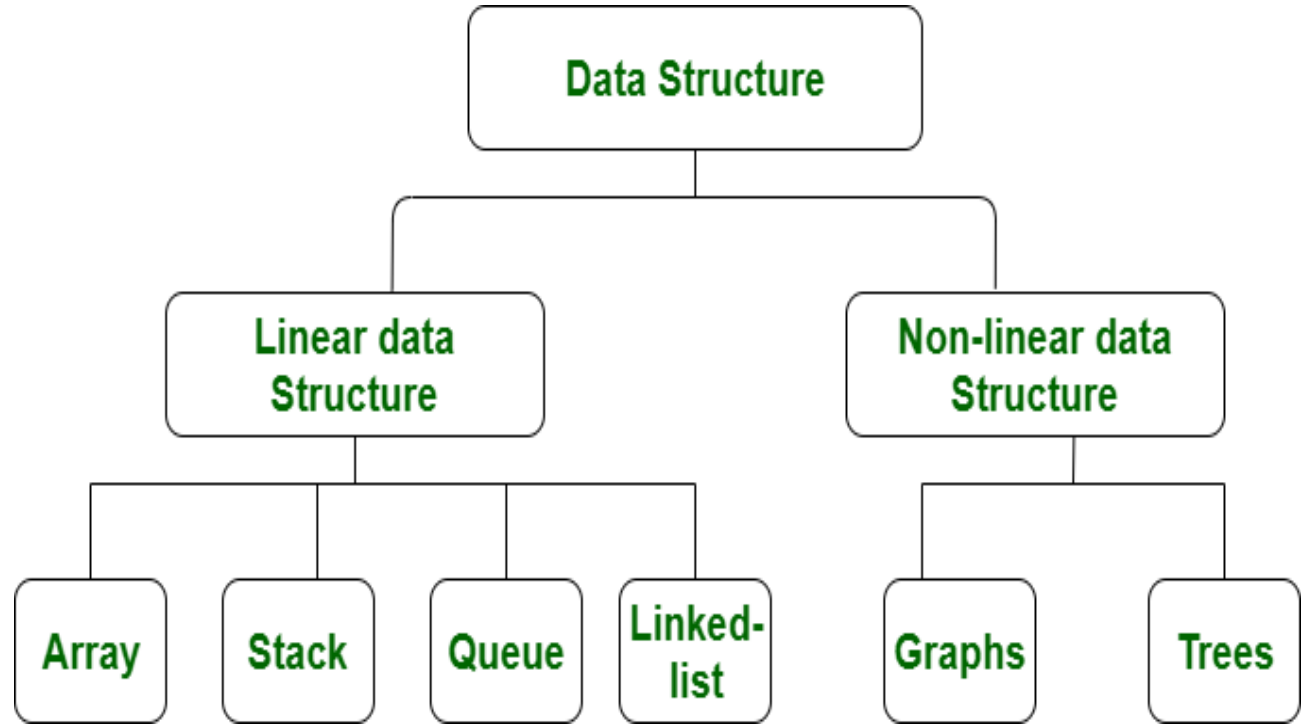 Data Structure
Linear data
Structure
Non-linear data
Structure
Array
Stack
Queue
Linked-
list
Graphs
Trees